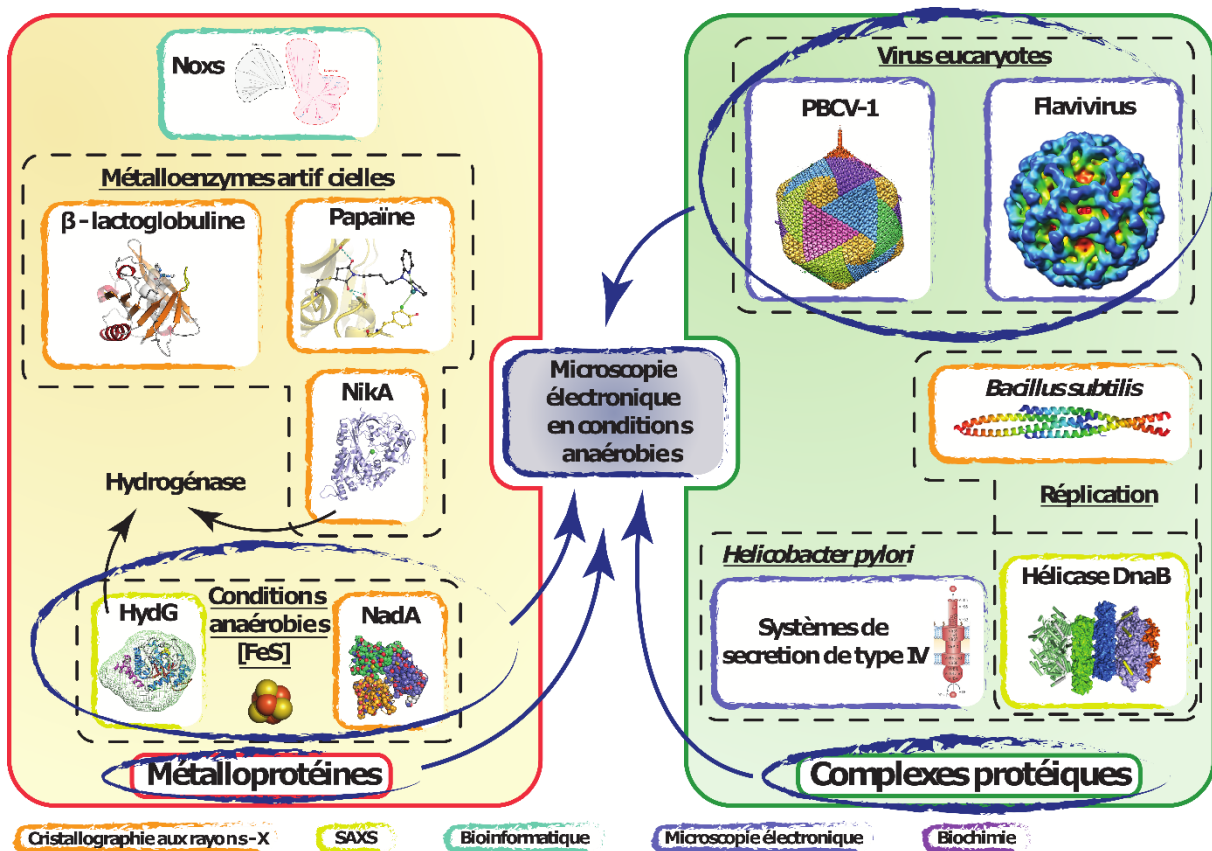 Noxs
Métalloenzymes artif cielles
β - lactoglobuline
Papaïne
NikA
Hydrogénase
HydG
Conditions
anaérobies
[FeS]
NadA
Métalloprotéines
Microscopie
électronique
en conditions
anaérobies
Virus eucaryotes
PBCV-1
Flavivirus
Bacillus subtilis
Réplication
Helicobacter pylori
Systèmes de
secretion de type IV
Hélicase DnaB
Complexes protéiques
Cristallographie aux rayons-X
SAXS
Bioinformatique
Microscopie électronique
Biochimie